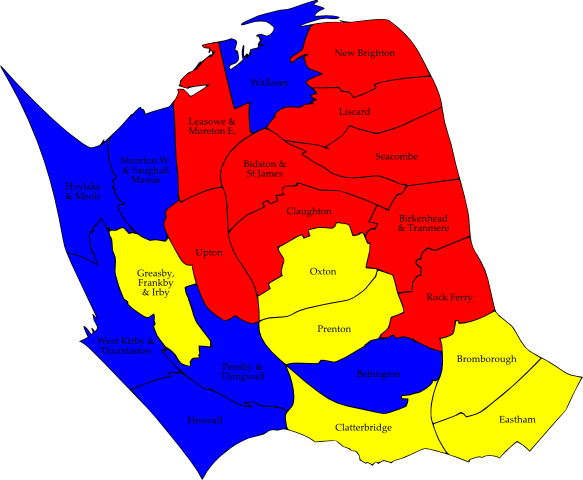 New Brighton
Wallasey
Liscard
Leasowe &
Moreton E.
Seacombe
Moreton W.
& Saughall
Massie
Bidston &
St James
Hoylake
& Meols
Claughton
Birkenhead
& Tranmere
Upton
Oxton
Greasby,
Frankby
& Irby
Rock Ferry
Prenton
West Kirby &
Thurstaston
Bromborough
Pensby &
Thingwall
Bebington
Heswall
Clatterbridge
Eastham